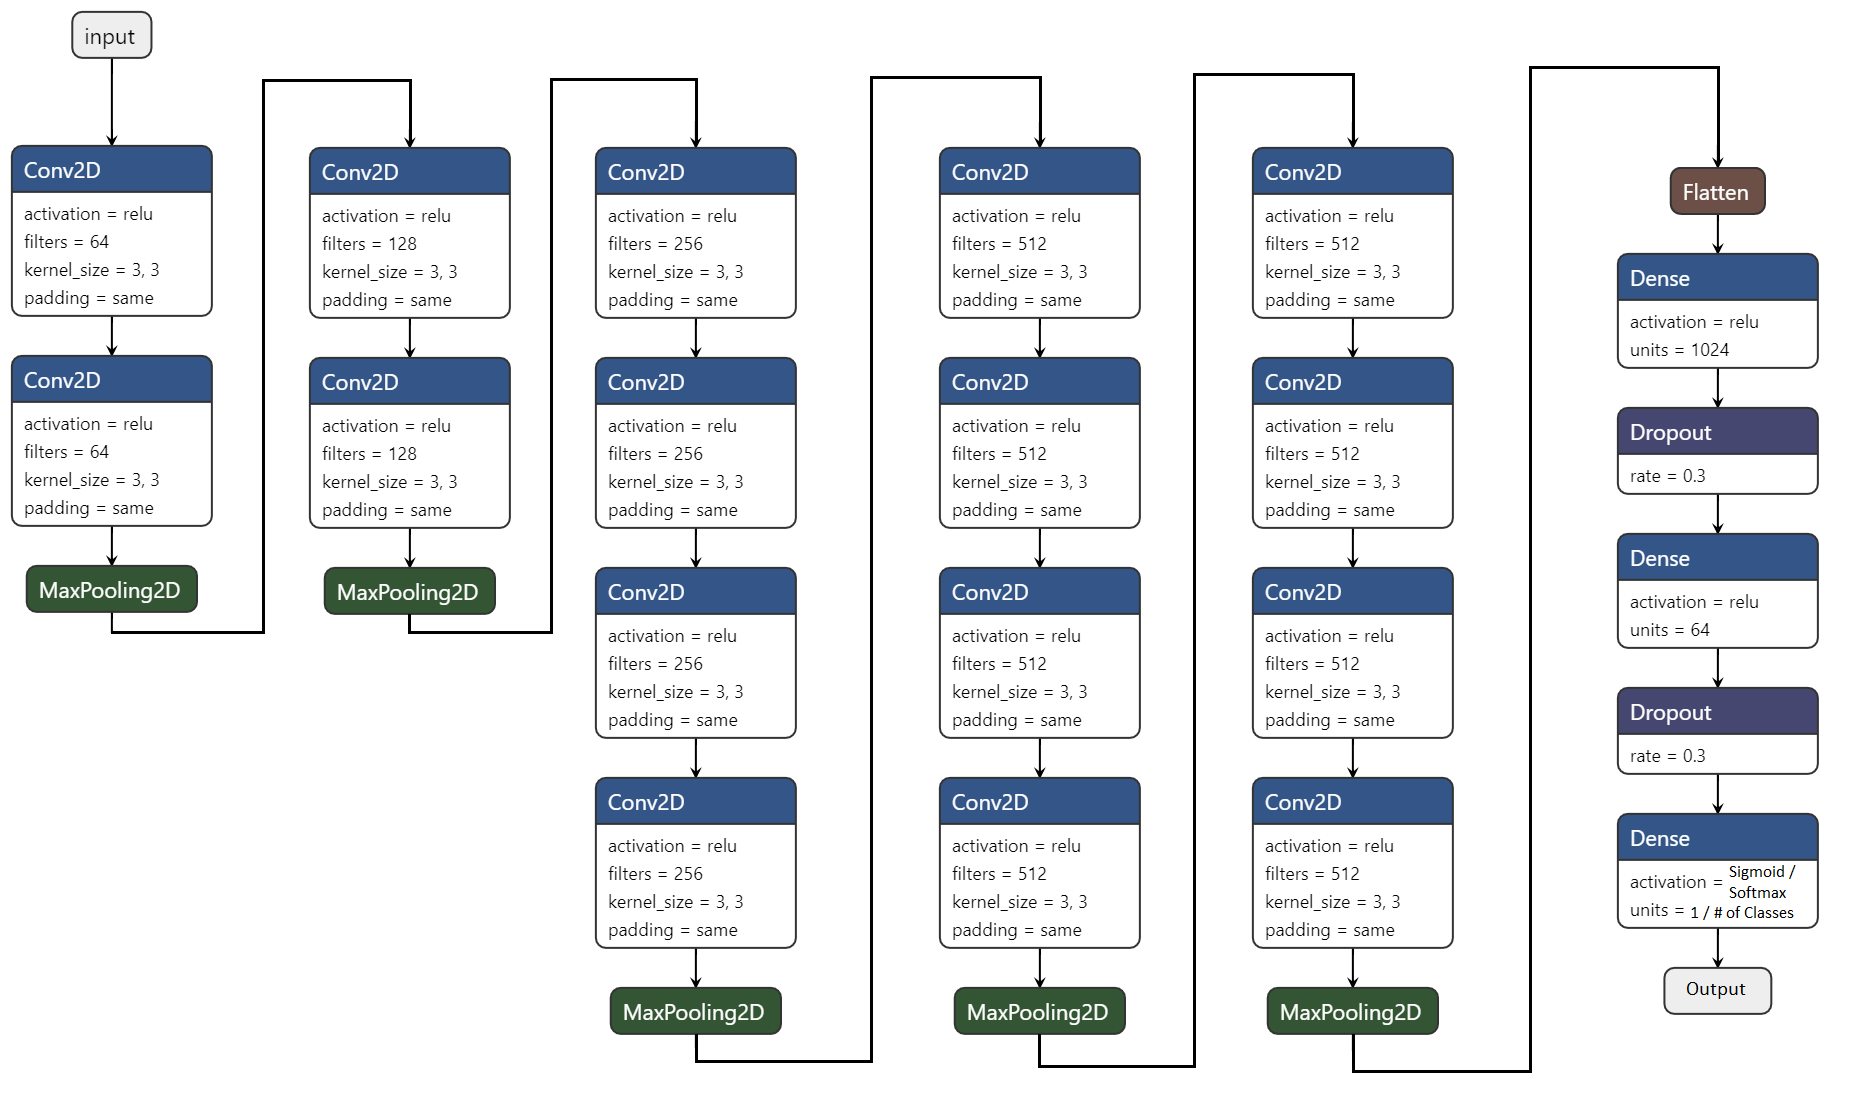 input
Conv2D
activation = relu
filters = 64
kernel_size = 3, 3
padding = same
Conv2D
activation = relu
filters = 64
kernel_size = 3, 3
padding = same
MaxPooling2D
Conv2D
activation = relu
filters = 128
kernel_size = 3, 3
padding = same
Conv2D
activation = relu
filters = 128
kernel_size = 3, 3
padding = same
MaxPooling2D
Conv2D
activation = relu
filters = 256
kernel_size = 3, 3
padding = same
Conv2D
activation = relu
filters = 256
kernel_size = 3, 3
padding = same
Conv2D
activation = relu
filters = 256
kernel_size = 3, 3
padding = same
Conv2D
activation = relu
filters = 256
kernel_size = 3, 3
padding = same
MaxPooling2D
Conv2D
activation = relu
filters = 512
kernel_size = 3, 3
padding = same
Conv2D
activation = relu
filters = 512
kernel_size = 3, 3
padding = same
Conv2D
activation = relu
filters = 512
kernel_size = 3, 3
padding = same
Conv2D
activation = relu
filters = 512
kernel_size = 3, 3
padding = same
MaxPooling2D
Conv2D
activation = relu
filters = 512
kernel_size = 3, 3
padding = same
Conv2D
activation = relu
filters = 512
kernel_size = 3, 3
padding = same
Conv2D
activation = relu
filters = 512
kernel_size = 3, 3
padding = same
Conv2D
activation = relu
filters = 512
kernel_size = 3, 3
padding = same
MaxPooling2D
Flatten
Dense
activation = relu
units = 1024
Dropout
rate = 0.3
Dense
activation = relu
units = 64
Dropout
rate = 0.3
Dense
activation = Sigmoid /
Softmax
units = 1 / # of Classes
Output